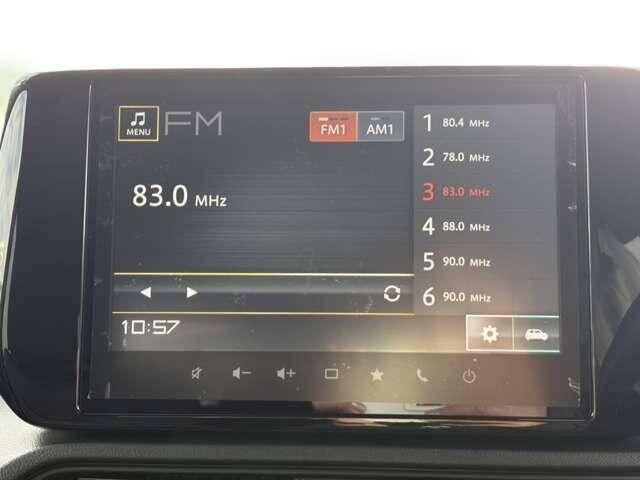 MENU
FM
FM1
AM1
83.0 MHz
1 80.4 MHz
2 78.0 MHz
3 83.0 MHz
4 88.0 MHz
5 90.0 MHz
6 90.0 MHz
10:57